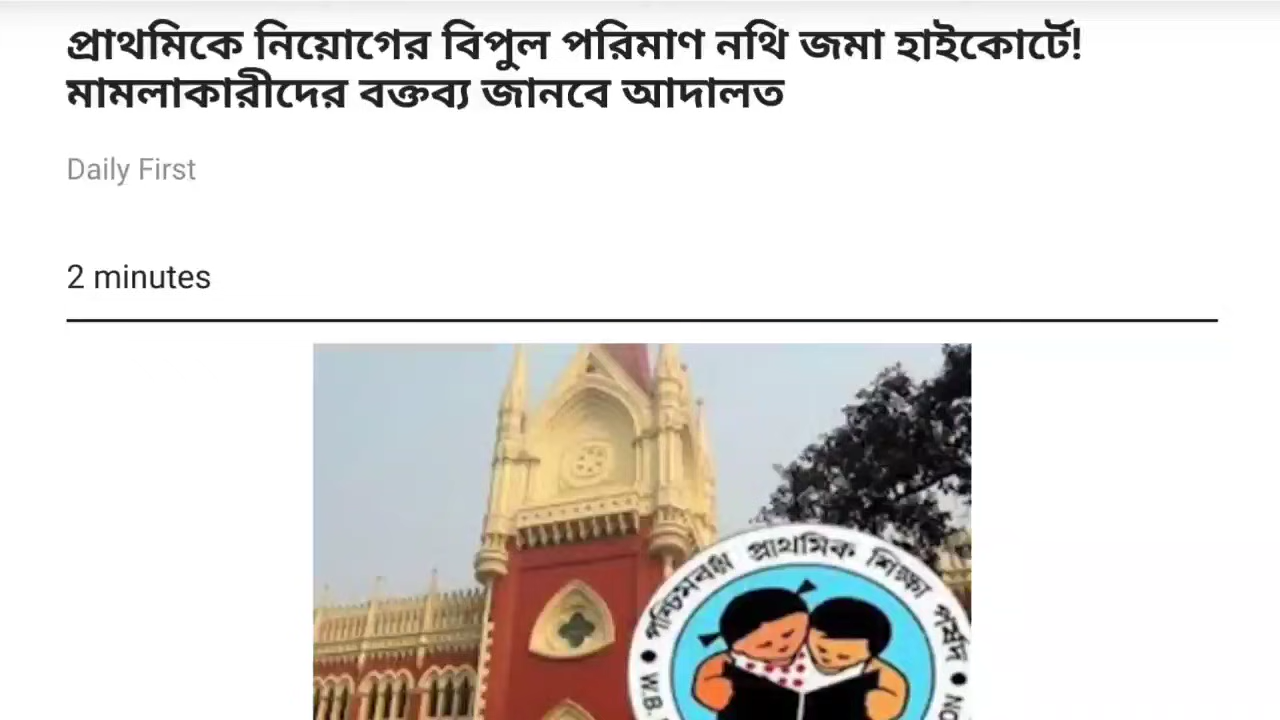 প্রাথমিকে নিয়োগের বিপুল পরিমাণ নথি জমা হাইকোর্টে!
মামলাকারীদের বক্তব্য জানবে আদালত
Daily First
2 minutes
পশ্চিমবঙ্গ প্রাথমিক শিক্ষা পর্ষদ
W.B.